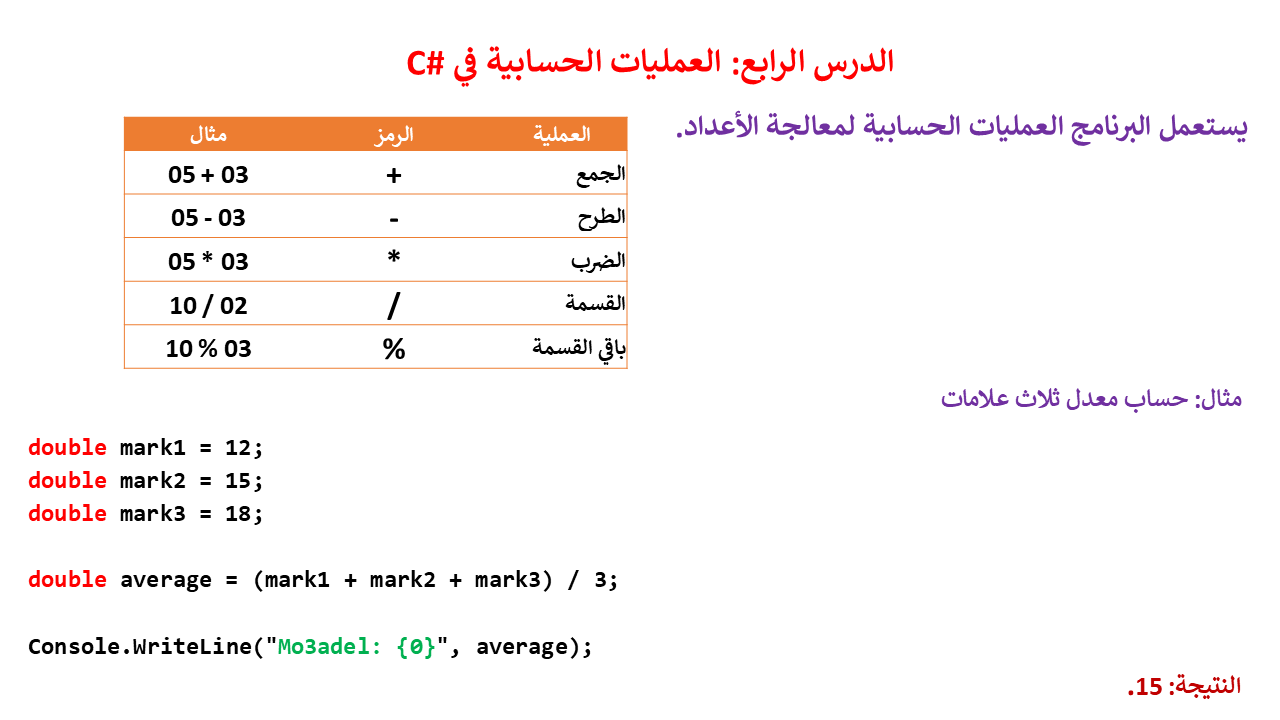 الدرس الرابع: العمليات الحسابية في C#
يستعمل البرنامج العمليات الحسابية لمعالجة الأعداد.
العملية الرمز مثال
الجمع + 05 + 03
الطرح - 05 - 03
الضرب * 05 * 03
القسمة / 10 / 02
باقي القسمة % 10 % 03
مثال: حساب معدل ثلاث علامات
double mark1 = 12;
double mark2 = 15;
double mark3 = 18;
double average = (mark1 + mark2 + mark3) / 3;
Console.WriteLine("Mo3adel: {0}", average);
النتيجة: 15.